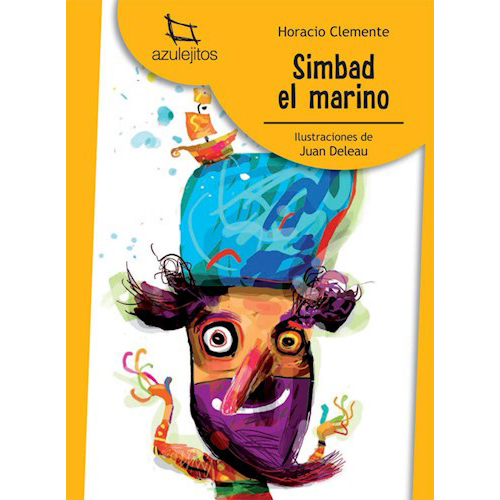 azulejitos
Horacio Clemente
Simbad
el marino
Ilustraciones de
Juan Deleau